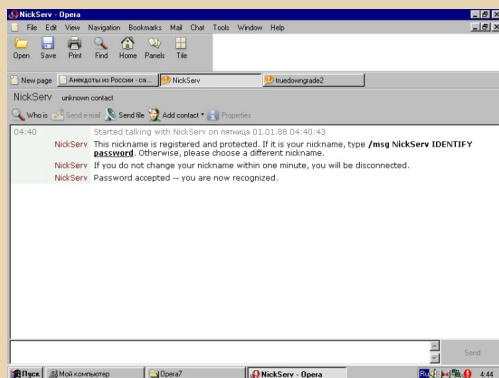 NickServ - Opera
File Edit View Navigation Bookmarks Mail Chat Tools Window Help
Open Save Print Find Home Panels Tile
New page Анекдоты из России - са... NickServ truedowngrade2
NickServ unknown contact
Who is Send e-mail Send file Add contact Properties
04:40 Started talking with NickServ on пятница 01.01.88 04:40:43
NickServ This nickname is registered and protected. If it is your nickname, type /msg NickServ IDENTIFY
password. Otherwise, please choose a different nickname.
NickServ If you do not change your nickname within one minute, you will be disconnected.
NickServ Password accepted -- you are now recognized.
Send
Пуск Мой компьютер Opera7 NickServ - Opera Ru 4:44